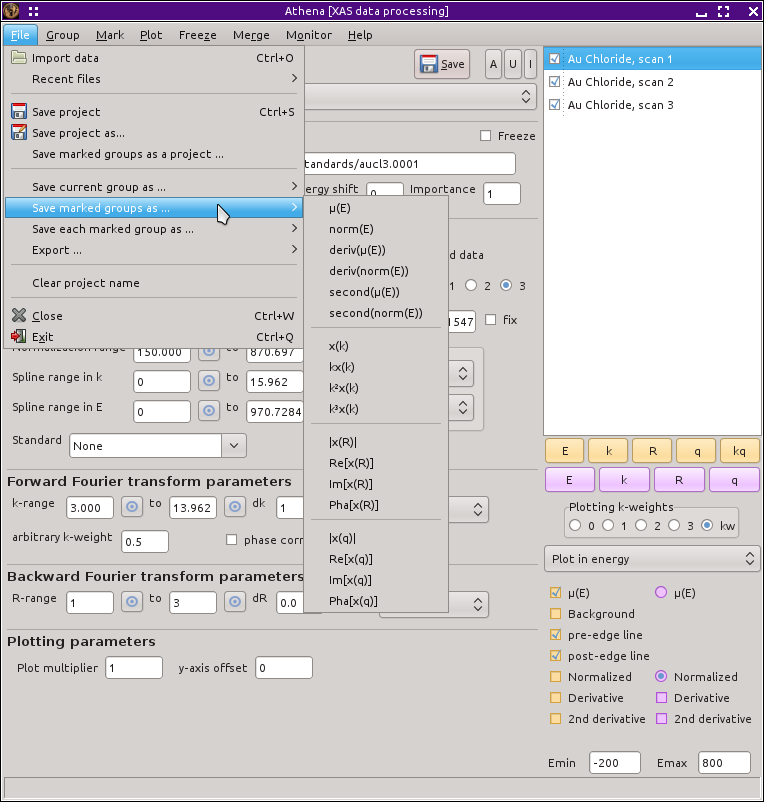 Athena [XAS data processing]
File Group Mark Plot Freeze Merge Monitor Help
Import data Ctrl+O
Recent files
Save project Ctrl+S
Save project as...
Save marked groups as a project ...
Save current group as ...
Save marked groups as ...
Save each marked group as ...
Export ...
Clear project name
Close Ctrl+W
Exit Ctrl+Q
μ(E)
norm(E)
deriv(μ(E))
deriv(norm(E))
second(μ(E))
second(norm(E))
χ(k)
kχ(k)
k²χ(k)
k³χ(k)
|χ(R)|
Re[χ(R)]
Im[χ(R)]
Pha[χ(R)]
|χ(q)|
Re[χ(q)]
Im[χ(q)]
Pha[χ(q)]
Save A U I
Freeze
tandards/aucl3.0001
ergy shift 0 Importance 1
d data
1 2 3
1547 fix
Normalization range 150.000 to 870.697
Spline range in k 0 to 15.962
Spline range in E 0 to 970.7284
Standard None
Forward Fourier transform parameters
k-range 3.000 to 13.962 dk 1
arbitrary k-weight 0.5 phase corr
Backward Fourier transform parameters
R-range 1 to 3 dR 0.0
Plotting parameters
Plot multiplier 1 y-axis offset 0
Au Chloride, scan 1
Au Chloride, scan 2
Au Chloride, scan 3
E k R q kq
E k R q
Plotting k-weights
0 1 2 3 kw
Plot in energy
μ(E) μ(E)
Background
pre-edge line
post-edge line
Normalized Normalized
Derivative Derivative
2nd derivative 2nd derivative
Emin -200 Emax 800